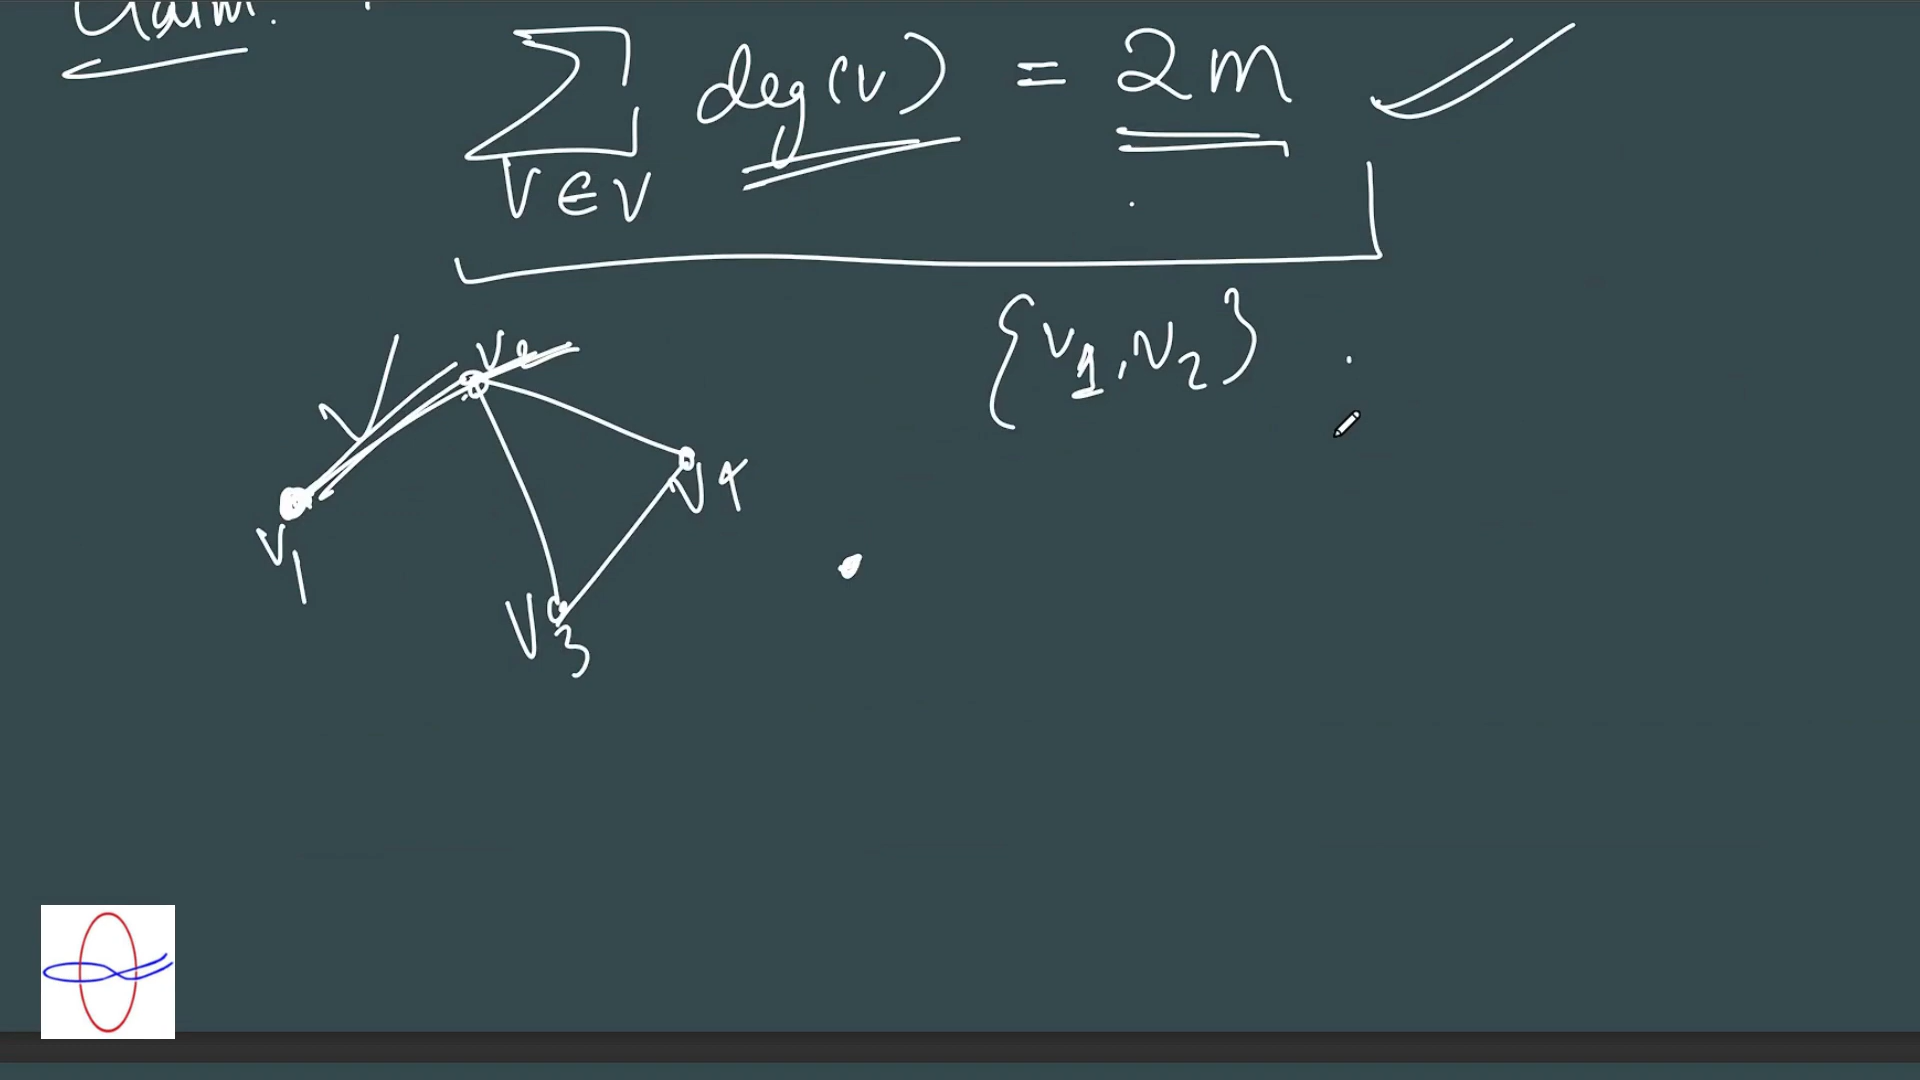 Claim:
∑ deg(v) = 2m
v∈V
{v1, v2}
v2
v4
v1
v3